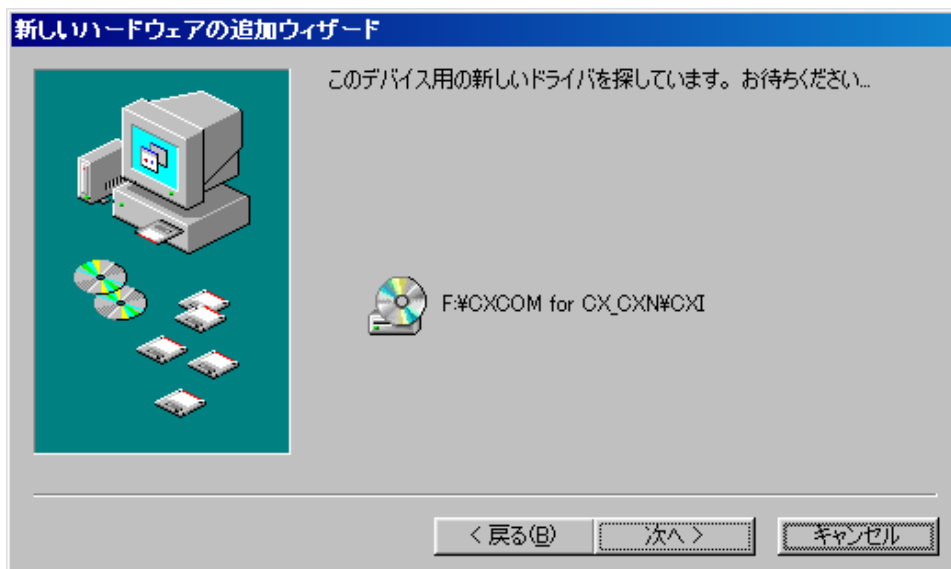 新しいハードウェアの追加ウィザード
このデバイス用の新しいドライバを探しています。お待ちください...
F:¥CXCOM for CX_CXN¥CXI
< 戻る(B)
次へ >
キャンセル